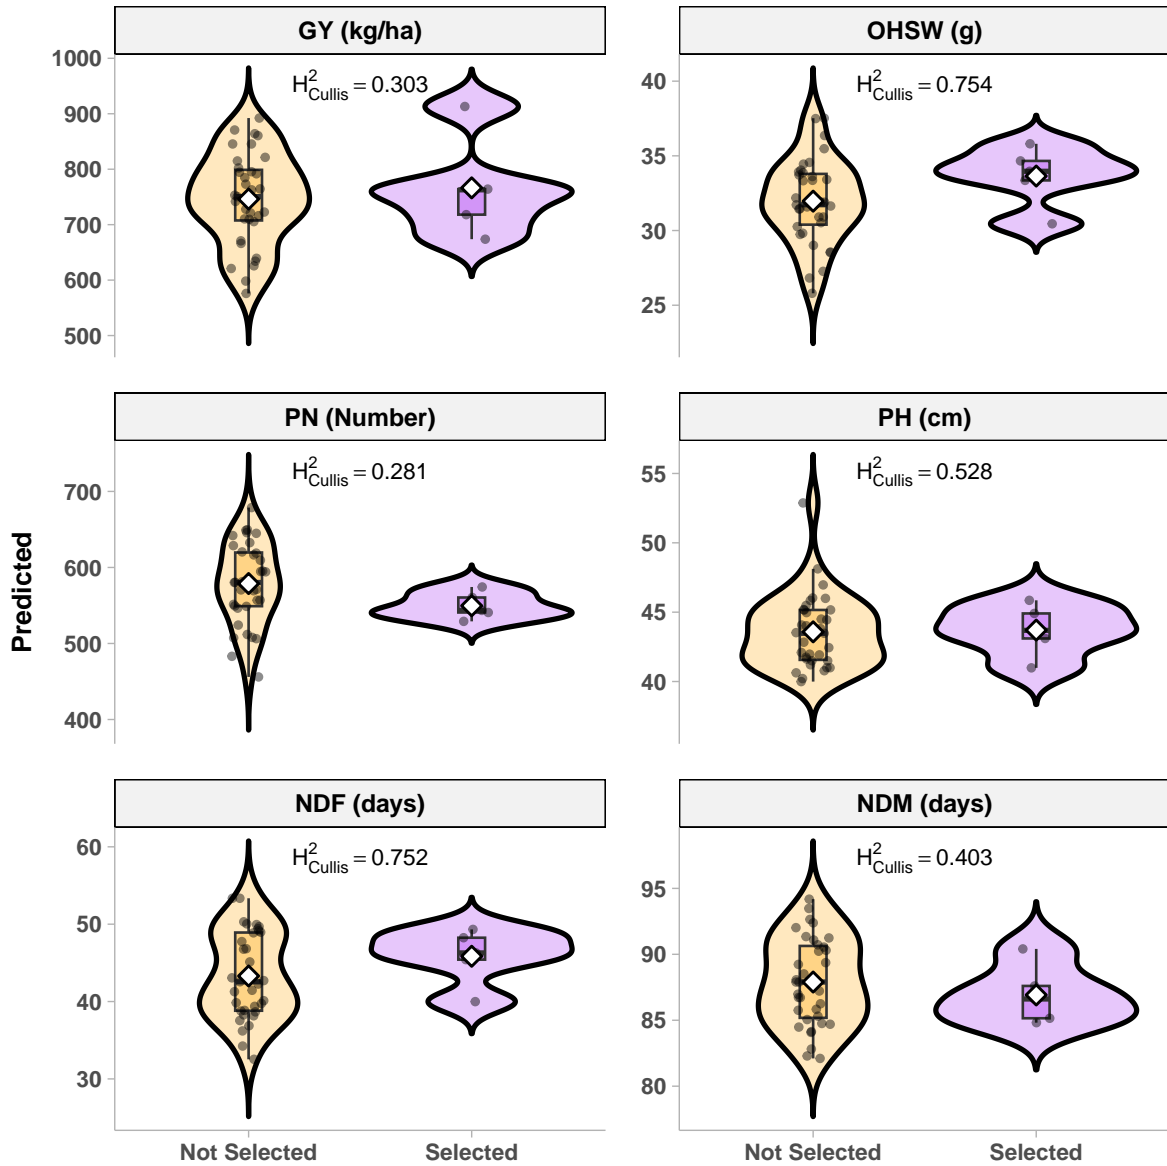 GY (kg/ha)
OHSW (g)
1000
900
800
700
600
500
H²Cullis = 0.303
40
35
30
25
H²Cullis = 0.754
PN (Number)
PH (cm)
700
600
500
400
H²Cullis = 0.281
55
50
45
40
H²Cullis = 0.528
Predicted
NDF (days)
NDM (days)
60
50
40
30
H²Cullis = 0.752
95
90
85
80
H²Cullis = 0.403
Not Selected
Selected
Not Selected
Selected